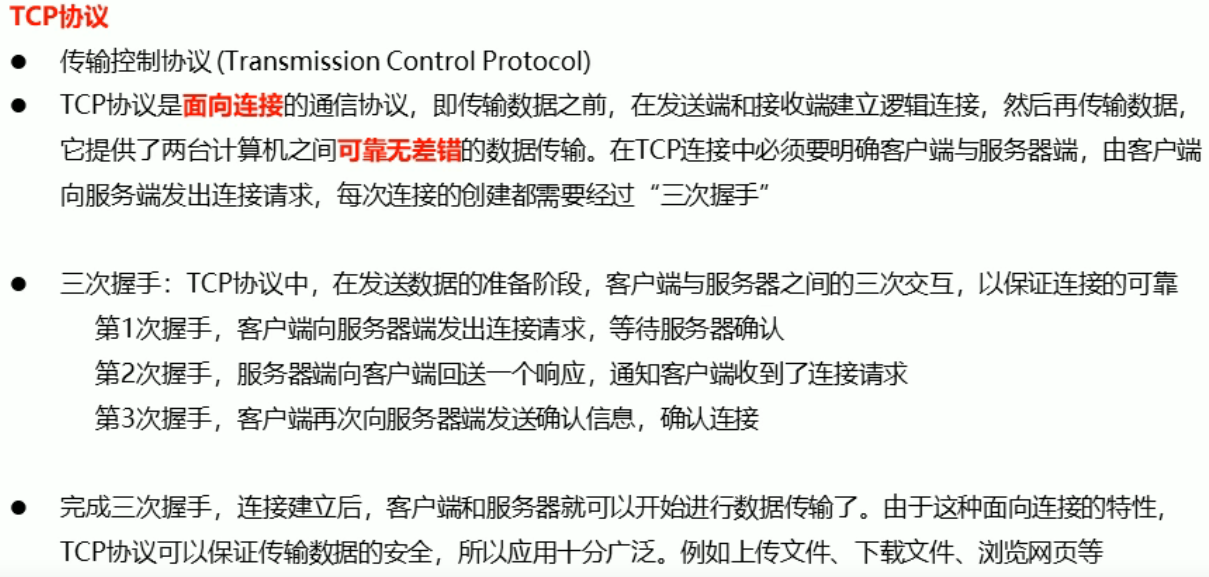 TCP协议
● 传输控制协议 (Transmission Control Protocol)
● TCP协议是面向连接的通信协议，即传输数据之前，在发送端和接收端建立逻辑连接，然后再传输数据，
它提供了两台计算机之间可靠无差错的数据传输。在TCP连接中必须要明确客户端与服务器端，由客户端
向服务端发出连接请求，每次连接的创建都需要经过“三次握手”
● 三次握手：TCP协议中，在发送数据的准备阶段，客户端与服务器之间的三次交互，以保证连接的可靠
第1次握手，客户端向服务器端发出连接请求，等待服务器确认
第2次握手，服务器端向客户端回送一个响应，通知客户端收到了连接请求
第3次握手，客户端再次向服务器端发送确认信息，确认连接
● 完成三次握手，连接建立后，客户端和服务器就可以开始进行数据传输了。由于这种面向连接的特性，
TCP协议可以保证传输数据的安全，所以应用十分广泛。例如上传文件、下载文件、浏览网页等